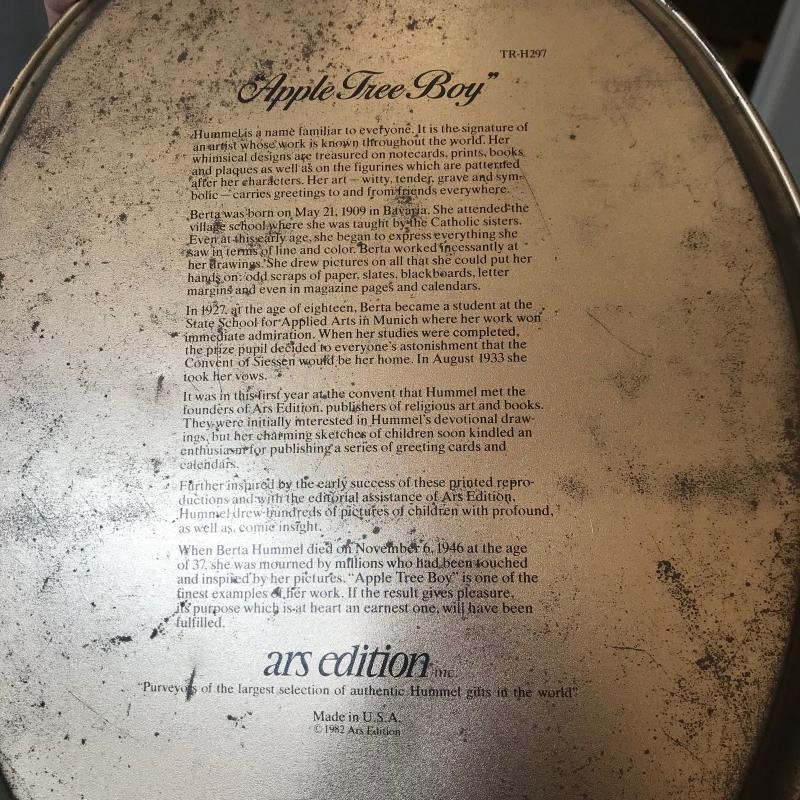 TR-H297
"Apple Tree Boy"
Hummel is a name familiar to everyone. It is the signature of
an artist whose work is known throughout the world. Her
whimsical designs are treasured on notecards, prints, books
and plaques as well as on the figurines which are patterned
after her characters. Her art — witty, tender, grave and sym-
bolic — carries greetings to and from friends everywhere.
Berta was born on May 21, 1909 in Bavaria. She attended the
village school where she was taught by the Catholic sisters.
Even at this early age, she began to express everything she
saw in terms of line and color. Berta worked incessantly at
her drawings. She drew pictures on all that she could put her
hands on: odd scraps of paper, slates, blackboards, letter
margins and even in magazine pages and calendars.
In 1927, at the age of eighteen, Berta became a student at the
State School for Applied Arts in Munich where her work won
immediate admiration. When her studies were completed,
the prize pupil decided to everyone's astonishment that the
Convent of Siessen would be her home. In August 1933 she
took her vows.
It was in this first year at the convent that Hummel met the
founders of Ars Edition, publishers of religious art and books.
They were initially interested in Hummel's devotional draw-
ings, but her charming sketches of children soon kindled an
enthusiasm for publishing a series of greeting cards and
calendars.
Further inspired by the early success of these printed repro-
ductions and with the editorial assistance of Ars Edition,
Hummel drew hundreds of pictures of children with profound,
as well as, comic insight.
When Berta Hummel died on November 6, 1946 at the age
of 37, she was mourned by millions who had been touched
and inspired by her pictures. "Apple Tree Boy" is one of the
finest examples of her work. If the result gives pleasure,
its purpose which is at heart an earnest one, will have been
fulfilled.
ars edition inc.
"Purveyors of the largest selection of authentic Hummel gifts in the world"
Made in U.S.A.
© 1982 Ars Edition